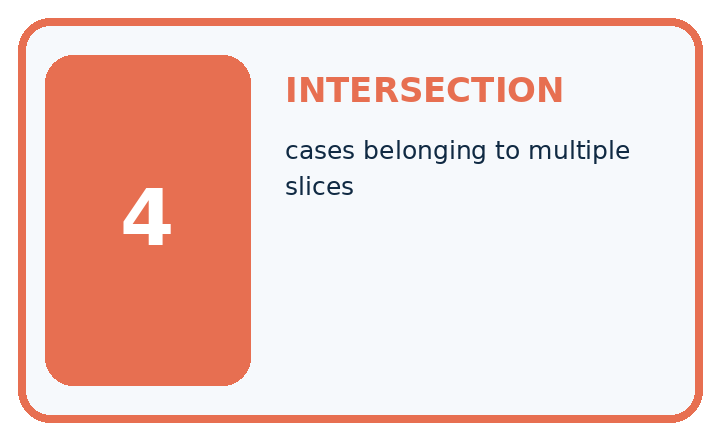 4
INTERSECTION
cases belonging to multiple
slices